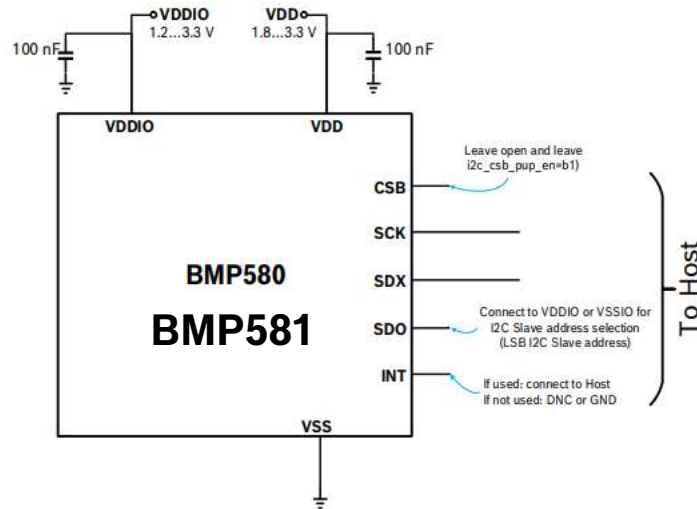 VDDIO
1.2...3.3 V
VDD
1.8...3.3 V
100 nF
100 nF
VDDIO
VDD
Leave open and leave
i2c_csb_pup_en=b1)
CSB
SCK
BMP580
SDX
BMP581
SDO
Connect to VDDIO or VSSIO for
I2C Slave address selection
(LSB I2C Slave address)
INT
If used: connect to Host
If not used: DNC or GND
To Host
VSS